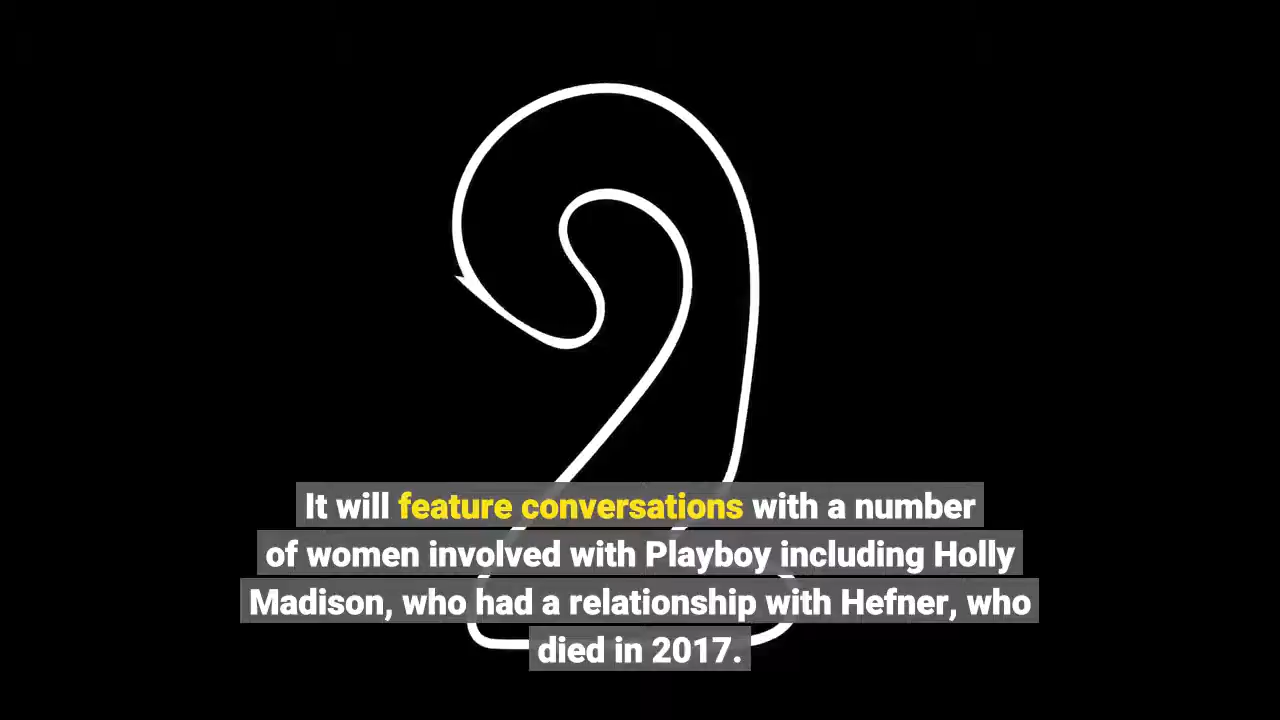 2
It will feature conversations with a number
of women involved with Playboy including Holly
Madison, who had a relationship with Hefner, who
died in 2017.